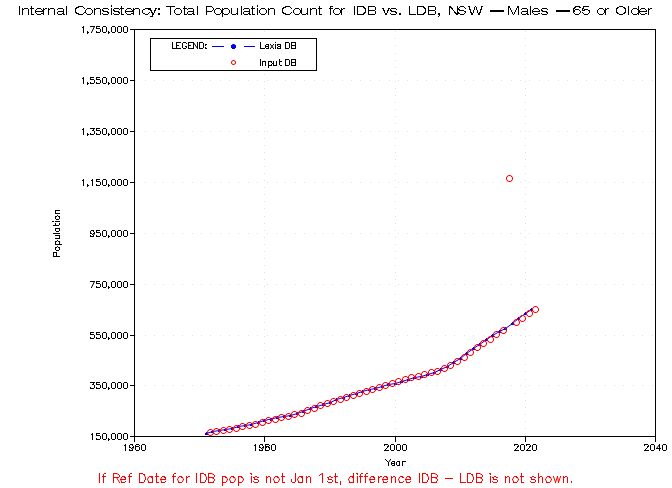 Internal Consistency: Total Population Count for IDB vs. LDB, NSW —Males —65 or Older
LEGEND: Lexis DB
Input DB
1,750,000
1,550,000
1,350,000
1,150,000
950,000
750,000
550,000
350,000
150,000
Population
1960 1980 2000 2020 2040
Year
If Ref Date for IDB pop is not Jan 1st, difference IDB – LDB is not shown.